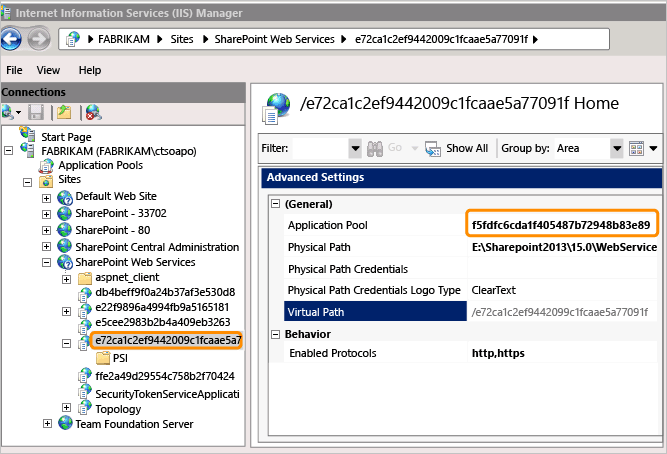 Internet Information Services (IIS) Manager
FABRIKAM Sites SharePoint Web Services e72ca1c2ef9442009c1fcaae5a77091f
File View Help
Connections
Start Page
FABRIKAM (FABRIKAM\ctsoapo)
Application Pools
Sites
Default Web Site
SharePoint - 33702
SharePoint - 80
SharePoint Central Administration
SharePoint Web Services
aspnet_client
db4beff9f0a24b37af3e530d8
e22f9896a4994fb9a5165181
e5cee2983b2b4a409eb3263
e72ca1c2ef9442009c1fcaae5a7
PSI
ffe2a49d29554c758b2f70424
SecurityTokenServiceApplicati
Topology
Team Foundation Server
/e72ca1c2ef9442009c1fcaae5a77091f Home
Filter: Go Show All Group by: Area
Advanced Settings
(General)
Application Pool f5fdfc6cda1f405487b72948b83e89
Physical Path E:\Sharepoint2013\15.0\WebService
Physical Path Credentials
Physical Path Credentials Logo Type ClearText
Virtual Path /e72ca1c2ef9442009c1fcaae5a77091f
Behavior
Enabled Protocols http,https